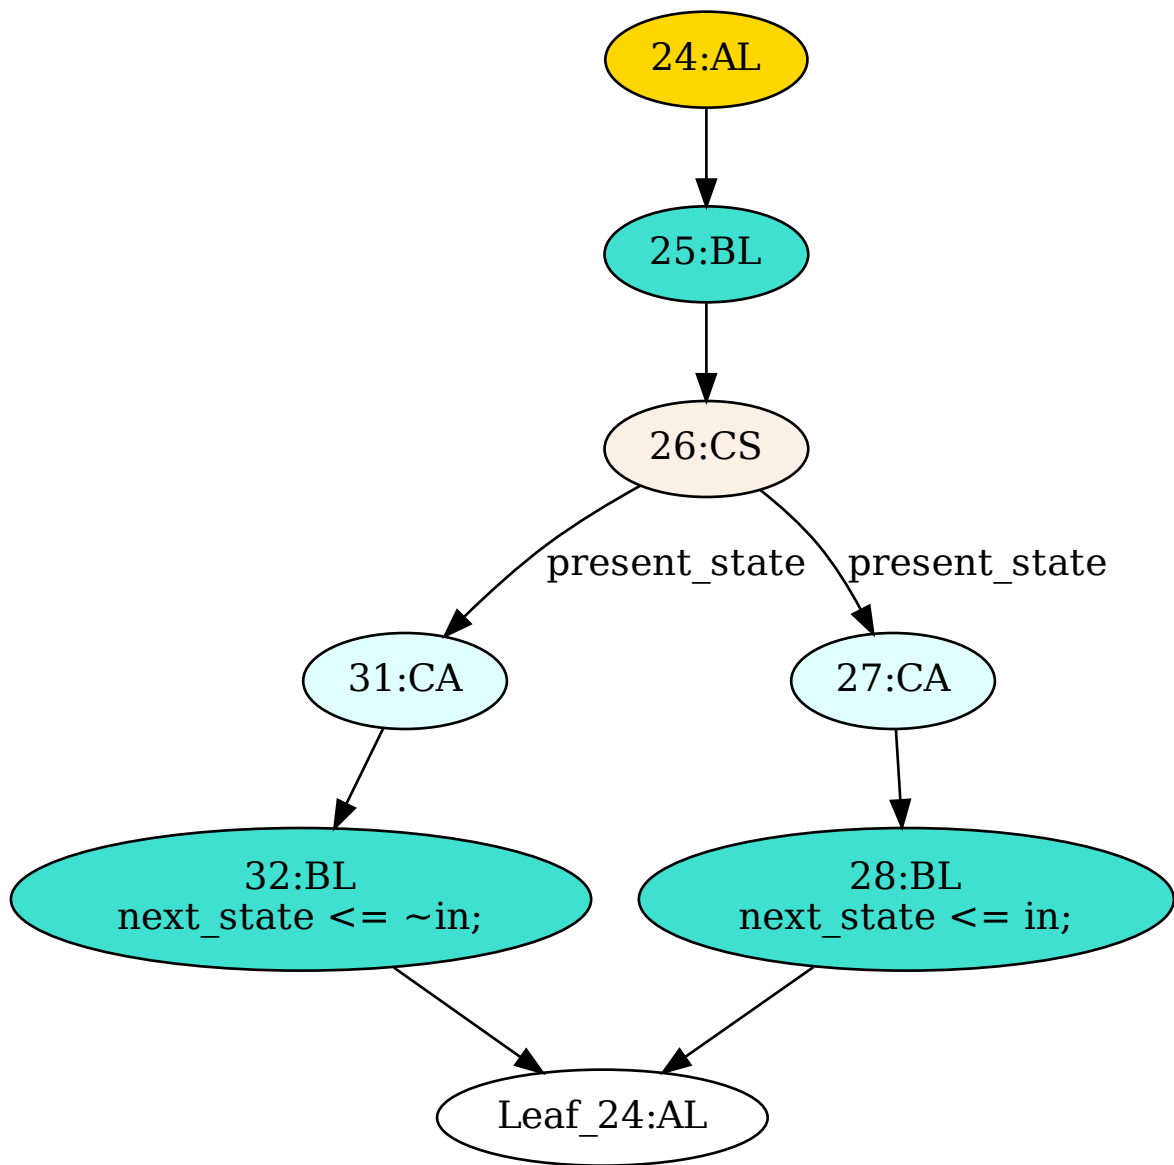 24:AL
25:BL
26:CS
present_state
present_state
31:CA
27:CA
32:BL
next_state <= ~in;
28:BL
next_state <= in;
Leaf_24:AL